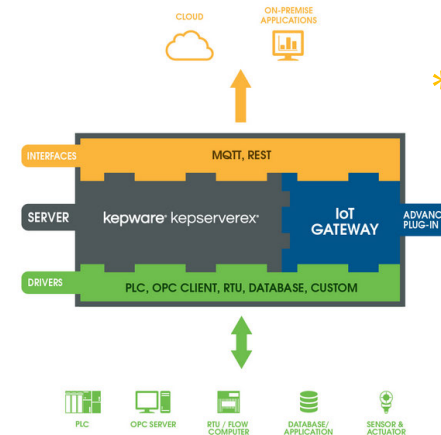 CLOUD
ON-PREMISE
APPLICATIONS
*
INTERFACES
MQTT, REST
SERVER
kepware® kepserverex®
IoT
GATEWAY
ADVANC
PLUG-IN
DRIVERS
PLC, OPC CLIENT, RTU, DATABASE, CUSTOM
PLC
OPC SERVER
RTU / FLOW
COMPUTER
DATABASE/
APPLICATION
SENSOR &
ACTUATOR